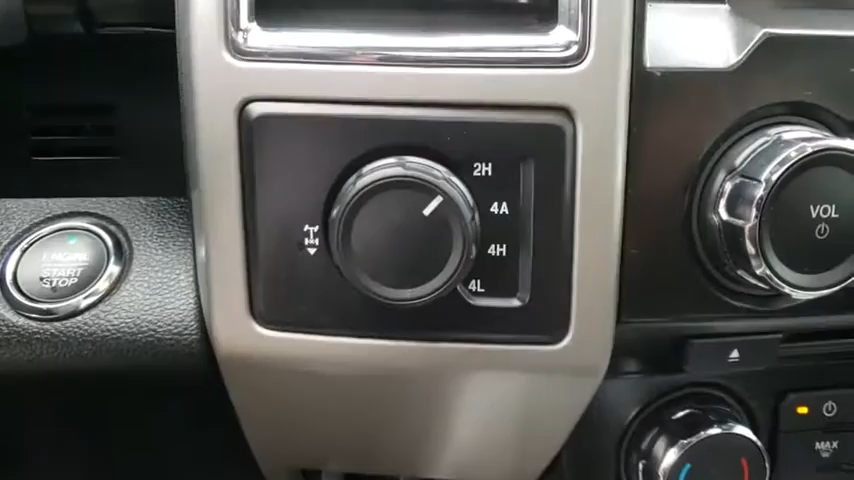 2H
4A
4H
4L
ENGINE
START
STOP
VOL
MAX